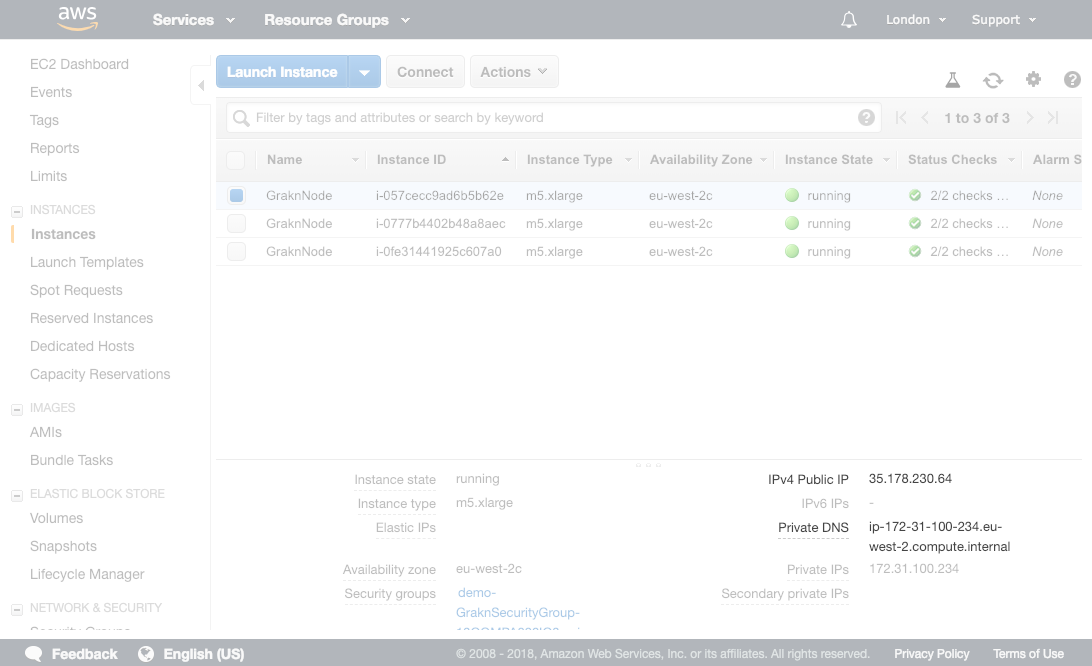 aws
Services
Resource Groups
London
Support
EC2 Dashboard
Events
Tags
Reports
Limits
INSTANCES
Instances
Launch Templates
Spot Requests
Reserved Instances
Dedicated Hosts
Capacity Reservations
IMAGES
AMIs
Bundle Tasks
ELASTIC BLOCK STORE
Volumes
Snapshots
Lifecycle Manager
NETWORK & SECURITY
Security Groups
Launch Instance
Connect
Actions
Filter by tags and attributes or search by keyword
1 to 3 of 3
Name Instance ID Instance Type Availability Zone Instance State Status Checks Alarm S
GraknNode i-057cecc9ad6b5b62e m5.xlarge eu-west-2c running 2/2 checks ... None
GraknNode i-0777b4402b48a8aec m5.xlarge eu-west-2c running 2/2 checks ... None
GraknNode i-0fe31441925c607a0 m5.xlarge eu-west-2c running 2/2 checks ... None
Instance state running
Instance type m5.xlarge
Elastic IPs
Availability zone eu-west-2c
Security groups demo-
GraknSecurityGroup-
IPv4 Public IP 35.178.230.64
IPv6 IPs -
Private DNS ip-172-31-100-234.eu-
west-2.compute.internal
Private IPs 172.31.100.234
Secondary private IPs
Feedback
English (US)
© 2008 - 2018, Amazon Web Services, Inc. or its affiliates. All rights reserved.
Privacy Policy
Terms of Use